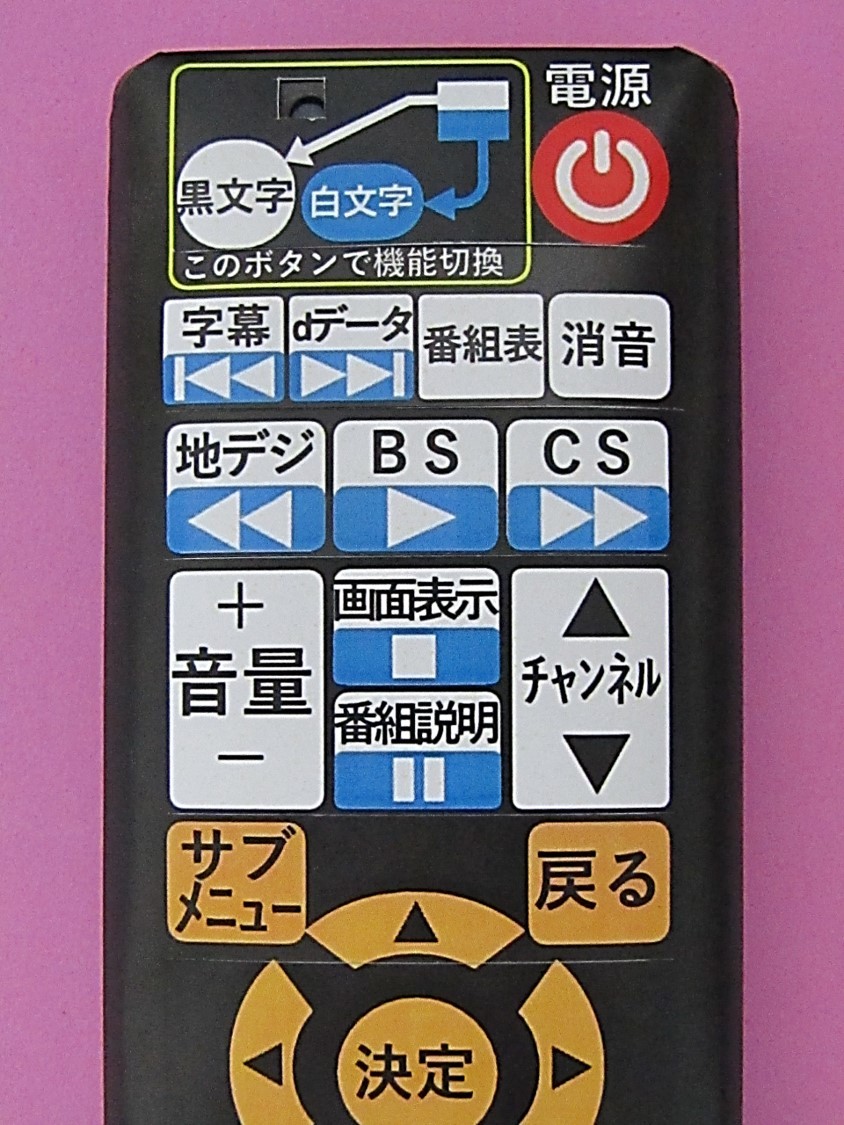 電源
黒文字 白文字
このボタンで機能切換
字幕 dデータ 番組表 消音
地デジ BS CS
+ 画面表示
音量 チャンネル
番組説明
−
サブ
メニュー 戻る
決定